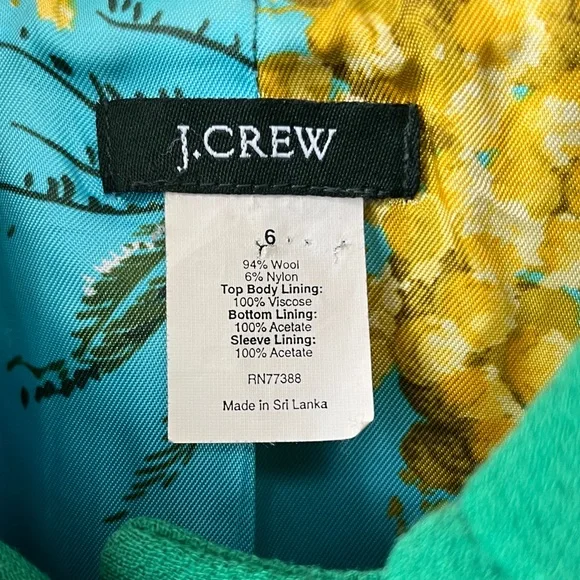 J.CREW
6
94% Wool
6% Nylon
Top Body Lining:
100% Viscose
Bottom Lining:
100% Acetate
Sleeve Lining:
100% Acetate
RN77388
Made in Sri Lanka